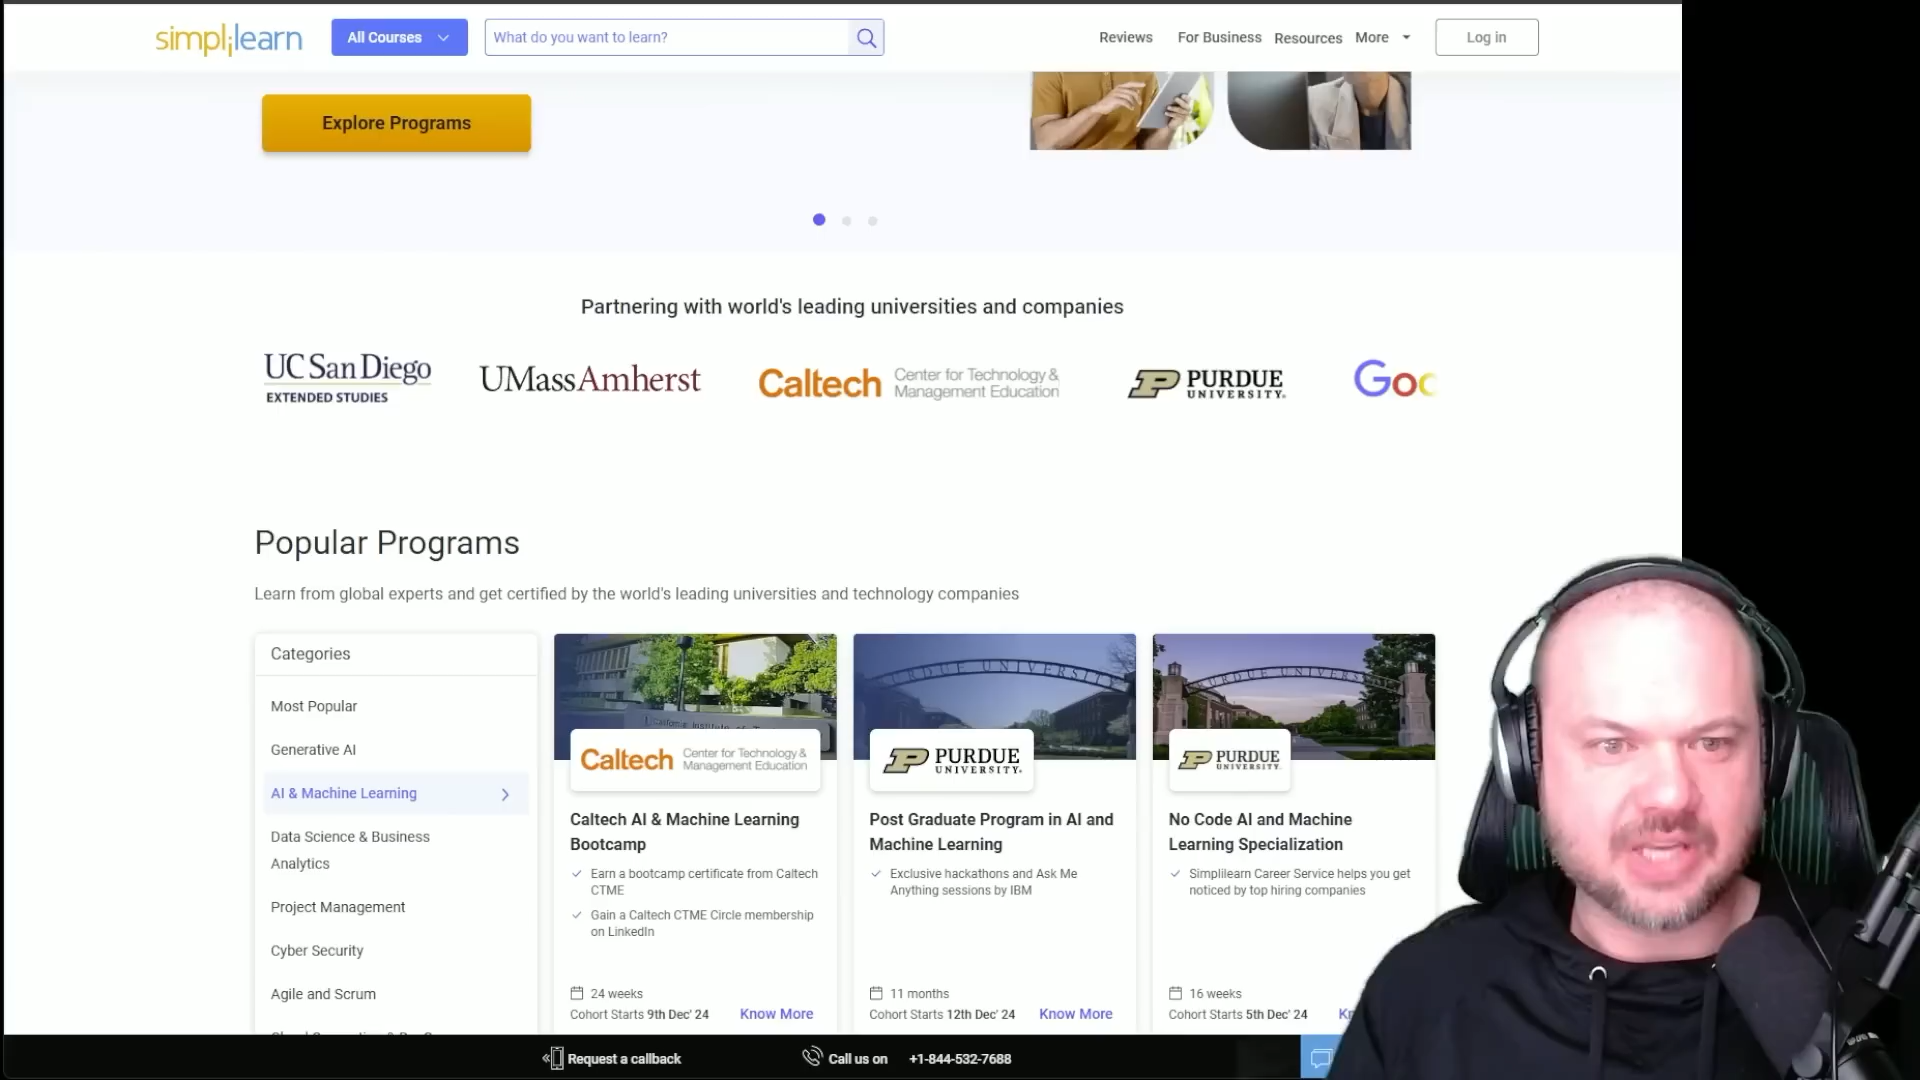 simplilearn
All Courses
What do you want to learn?
Reviews
For Business
Resources
More
Log in
Explore Programs
Partnering with world's leading universities and companies
UC San Diego
EXTENDED STUDIES
UMassAmherst
Caltech
Center for Technology &
Management Education
PURDUE
UNIVERSITY.
Goo
Popular Programs
Learn from global experts and get certified by the world's leading universities and technology companies
Categories
Most Popular
Generative AI
AI & Machine Learning
Data Science & Business
Analytics
Project Management
Cyber Security
Agile and Scrum
Caltech
Center for Technology &
Management Education
Caltech AI & Machine Learning
Bootcamp
Earn a bootcamp certificate from Caltech
CTME
Gain a Caltech CTME Circle membership
on LinkedIn
24 weeks
Cohort Starts 9th Dec' 24
Know More
PURDUE UNIVERSITY
PURDUE
UNIVERSITY.
Post Graduate Program in AI and
Machine Learning
Exclusive hackathons and Ask Me
Anything sessions by IBM
11 months
Cohort Starts 12th Dec' 24
Know More
PURDUE UNIVERSITY
PURDUE
UNIVERSITY.
No Code AI and Machine
Learning Specialization
Simplilearn Career Service helps you get
noticed by top hiring companies
16 weeks
Cohort Starts 5th Dec' 24
Request a callback
Call us on
+1-844-532-7688